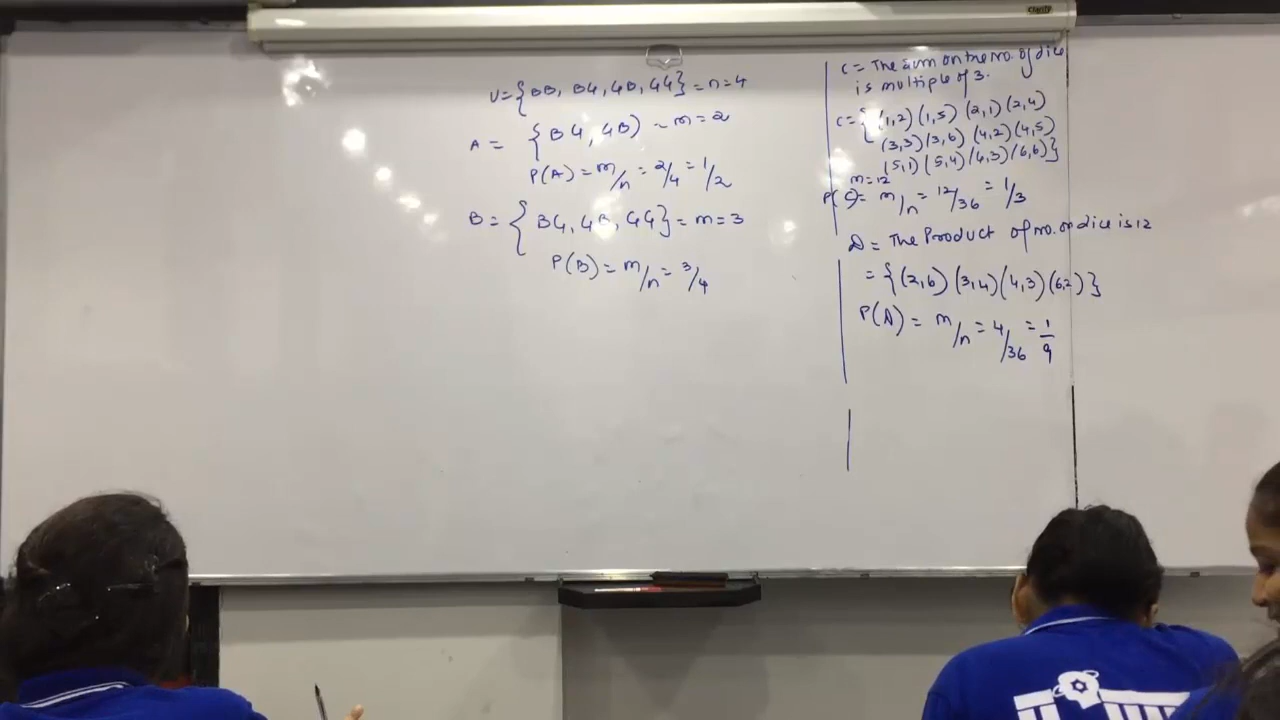 U = {BB, BG, GB, GG} = n = 4
A = {BG, GB) = m = 2
P(A) = m/n = 2/4 = 1/2
B = {BG, GB, GG} = m = 3
P(B) = m/n = 3/4
C = The sum on the no. of dice
is multiple of 3.
C = {(1,2) (1,5) (2,1) (2,4)
(3,3) (3,6) (4,2) (4,5)
(5,1) (5,4) (6,3) (6,6)}
m = 12
P(C) = m/n = 12/36 = 1/3
D = The Product of no. on dice is 12
= {(2,6) (3,4) (4,3) (6,2)}
P(D) = m/n = 4/36 = 1/9